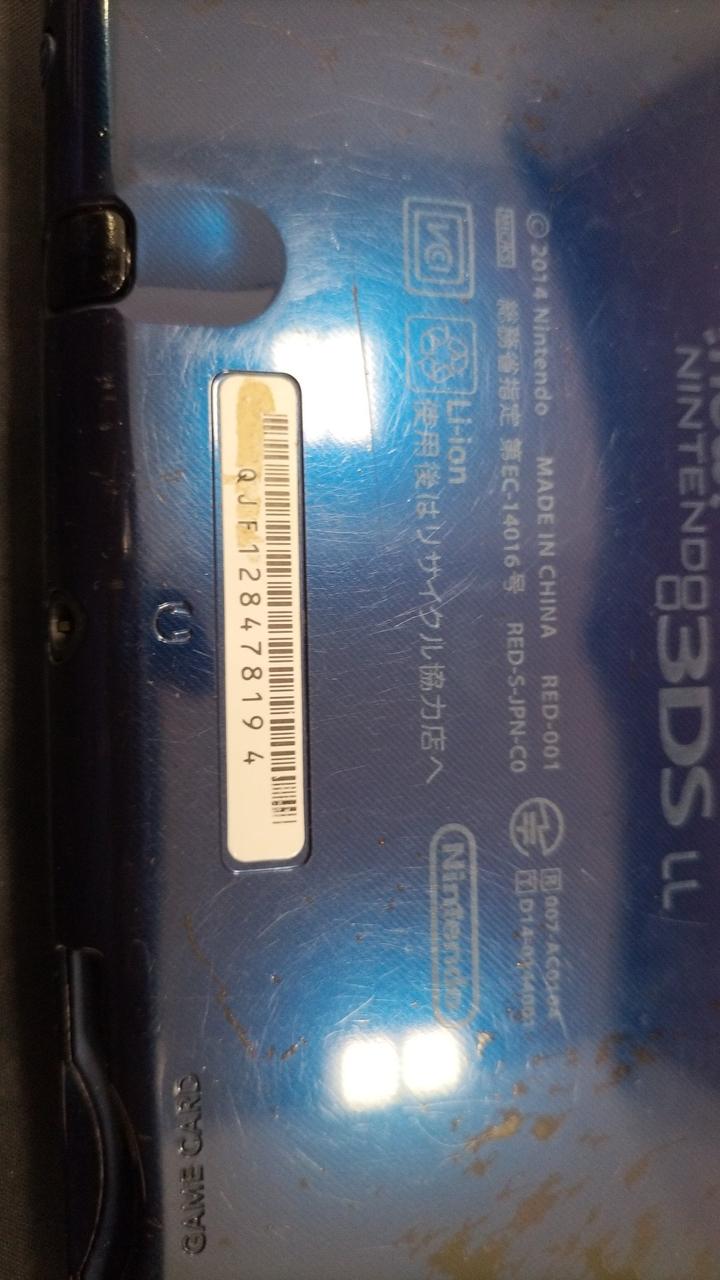 NINTENDO 3DS LL
© 2014 Nintendo MADE IN CHINA RED-001
総務省指定 第EC-14016号 RED-S-JPN-C0
Li-ion
使用後はリサイクル協力店へ
Nintendo
QJF128478194
GAME CARD